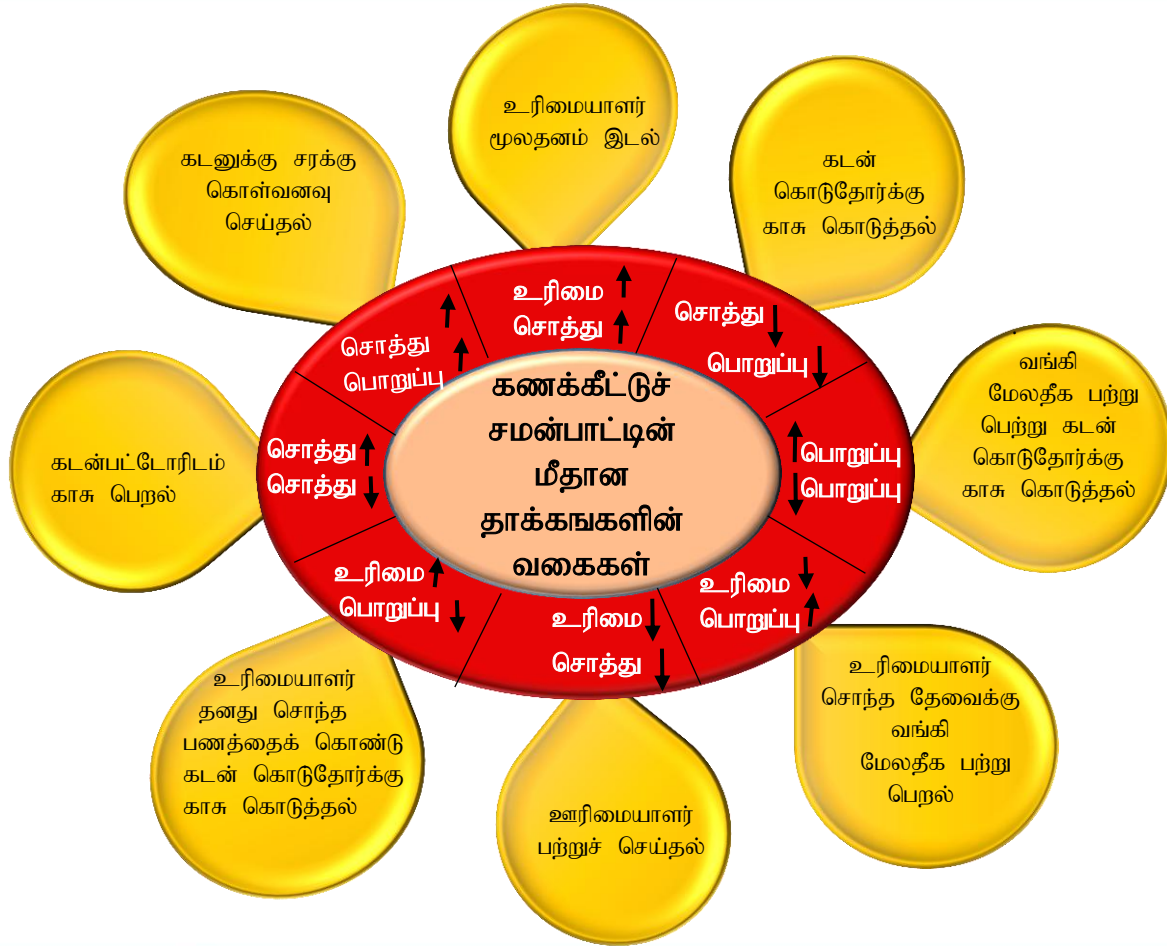 உரிமையாளர்
மூலதனம் இடல்
கடன்
கொடுதோர்க்கு
காசு கொடுத்தல்
வங்கி
மேலதீக பற்று
பெற்று கடன்
கொடுதோர்க்கு
காசு கொடுத்தல்
உரிமையாளர்
சொந்த தேவைக்கு
வங்கி
மேலதீக பற்று
பெறல்
ஊரிமையாளர்
பற்றுச் செய்தல்
உரிமையாளர்
தனது சொந்த
பணத்தைக் கொண்டு
கடன் கொடுதோர்க்கு
காசு கொடுத்தல்
கடன்பட்டோரிடம்
காசு பெறல்
கடனுக்கு சரக்கு
கொள்வனவு
செய்தல்
உரிமை ↑
சொத்து ↑
சொத்து ↓
பொறுப்பு ↓
↑ பொறுப்பு
↓ பொறுப்பு
உரிமை ↓
பொறுப்பு ↑
உரிமை ↓
சொத்து ↓
உரிமை ↑
பொறுப்பு ↓
சொத்து ↑
சொத்து ↓
சொத்து ↑
பொறுப்பு ↑
கணக்கீட்டுச்
சமன்பாட்டின்
மீதான
தாக்கஙகளின்
வகைகள்